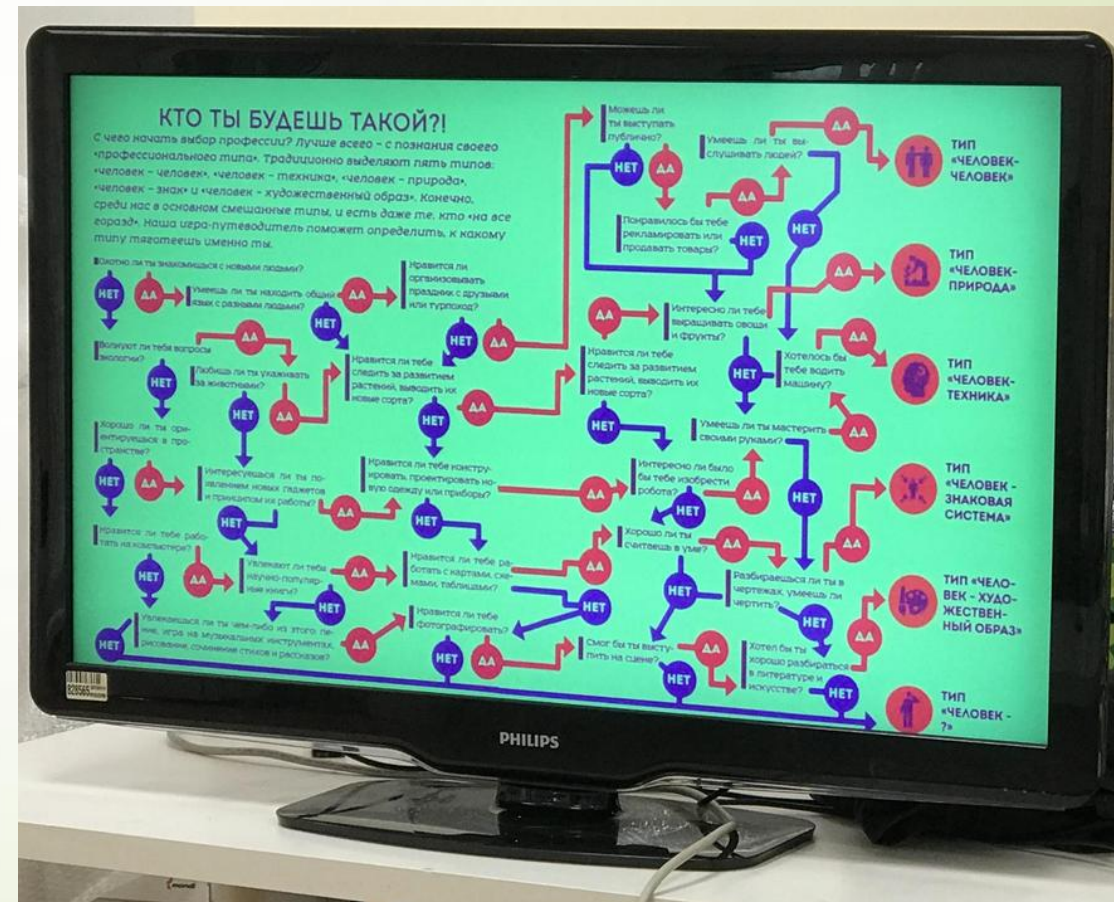 КТО ТЫ БУДЕШЬ ТАКОЙ?!
С чего начать выбор профессии? Лучше всего – с познания своего
«профессионального типа». Традиционно выделяют пять типов:
«человек – человек», «человек – техника», «человек – природа»,
«человек – знак» и «человек – художественный образ». Конечно,
среди нас в основном смешанные типы, и есть даже те, кто «на все
горазд». Наша игра-путеводитель поможет определить, к какому
типу тяготеешь именно ты.
Охотно ли ты знакомишься с новыми людьми?
НЕТ
ДА
Умеешь ли ты находить общий
язык с разными людьми?
ДА
НЕТ
Нравится ли
организовывать
праздник с друзьями
или турпоход?
НЕТ
ДА
Можешь ли
ты выступать
публично?
НЕТ
ДА
Умеешь ли ты вы-
слушивать людей?
ДА
НЕТ
ДА
Понравилось бы тебе
рекламировать или
продавать товары?
НЕТ
ТИП
«ЧЕЛОВЕК-
ЧЕЛОВЕК»
Волнуют ли тебя вопросы
экологии?
ДА
НЕТ
Любишь ли ты ухаживать
за животными?
НЕТ
ДА
Нравится ли тебе
следить за развитием
растений, выводить их
новые сорта?
НЕТ
ДА
Нравится ли тебе
следить за развитием
растений, выводить их
новые сорта?
ДА
НЕТ
Интересно ли тебе
выращивать овощи
и фрукты?
ДА
НЕТ
ТИП
«ЧЕЛОВЕК-
ПРИРОДА»
Хотелось бы
тебе водить
машину?
ДА
ТИП
«ЧЕЛОВЕК-
ТЕХНИКА»
Хорошо ли ты ори-
ентируешься в про-
странстве?
НЕТ
ДА
Интересуешься ли ты по-
явлением новых гаджетов
и принципом их работы?
НЕТ
ДА
Нравится ли тебе констру-
ировать, проектировать но-
вую одежду или приборы?
НЕТ
ДА
Интересно ли было
бы тебе изобрести
робота?
НЕТ
ДА
Умеешь ли ты мастерить
своими руками?
ДА
НЕТ
ТИП
«ЧЕЛОВЕК -
ЗНАКОВАЯ
СИСТЕМА»
Нравится ли тебе рабо-
тать на компьютере?
НЕТ
ДА
Увлекают ли тебя
научно-популяр-
ные книги?
ДА
НЕТ
Нравится ли тебе ра-
ботать с картами, схе-
мами, таблицами?
ДА
НЕТ
Хорошо ли ты
считаешь в уме?
ДА
НЕТ
Разбираешься ли ты в
чертежах, умеешь ли
чертить?
ДА
НЕТ
ТИП «ЧЕЛО-
ВЕК - ХУДО-
ЖЕСТВЕН-
НЫЙ ОБРАЗ»
Увлекаешься ли ты чем-либо из этого: пе-
ние, игра на музыкальных инструментах,
рисование, сочинение стихов и рассказов?
НЕТ
ДА
Нравится ли тебе
фотографировать?
НЕТ
ДА
Смог бы ты высту-
пить на сцене?
ДА
НЕТ
Хотел бы ты
хорошо разбираться
в литературе и
искусстве?
ДА
НЕТ
ТИП
«ЧЕЛОВЕК -
?»
828565
PHILIPS
mondi